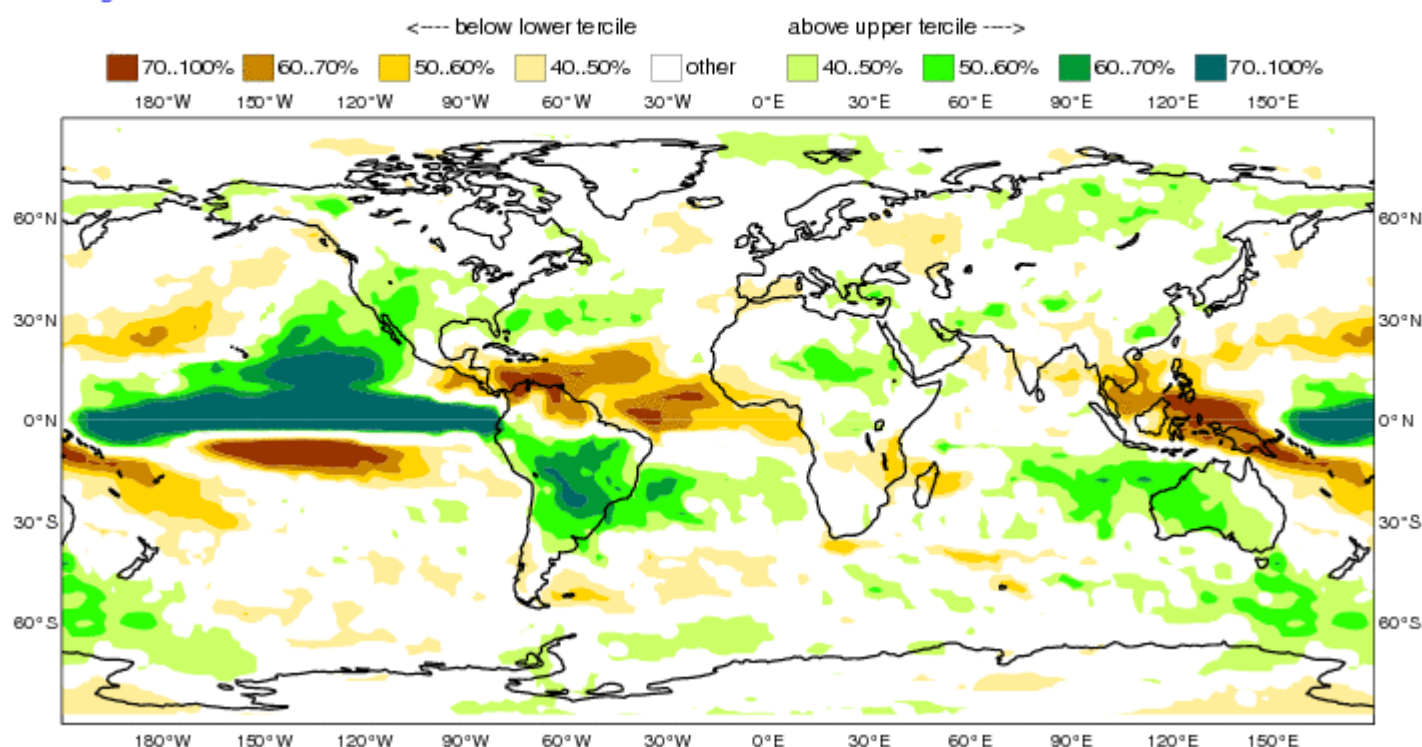 <---- below lower tercile above upper tercile ---->
70..100% 60..70% 50..60% 40..50% other 40..50% 50..60% 60..70% 70..100%
180°W 150°W 120°W 90°W 60°W 30°W 0°E 30°E 60°E 90°E 120°E 150°E
60°N 60°N
30°N 30°N
0°N 0°N
30°S 30°S
60°S 60°S
180°W 150°W 120°W 90°W 60°W 30°W 0°E 30°E 60°E 90°E 120°E 150°E